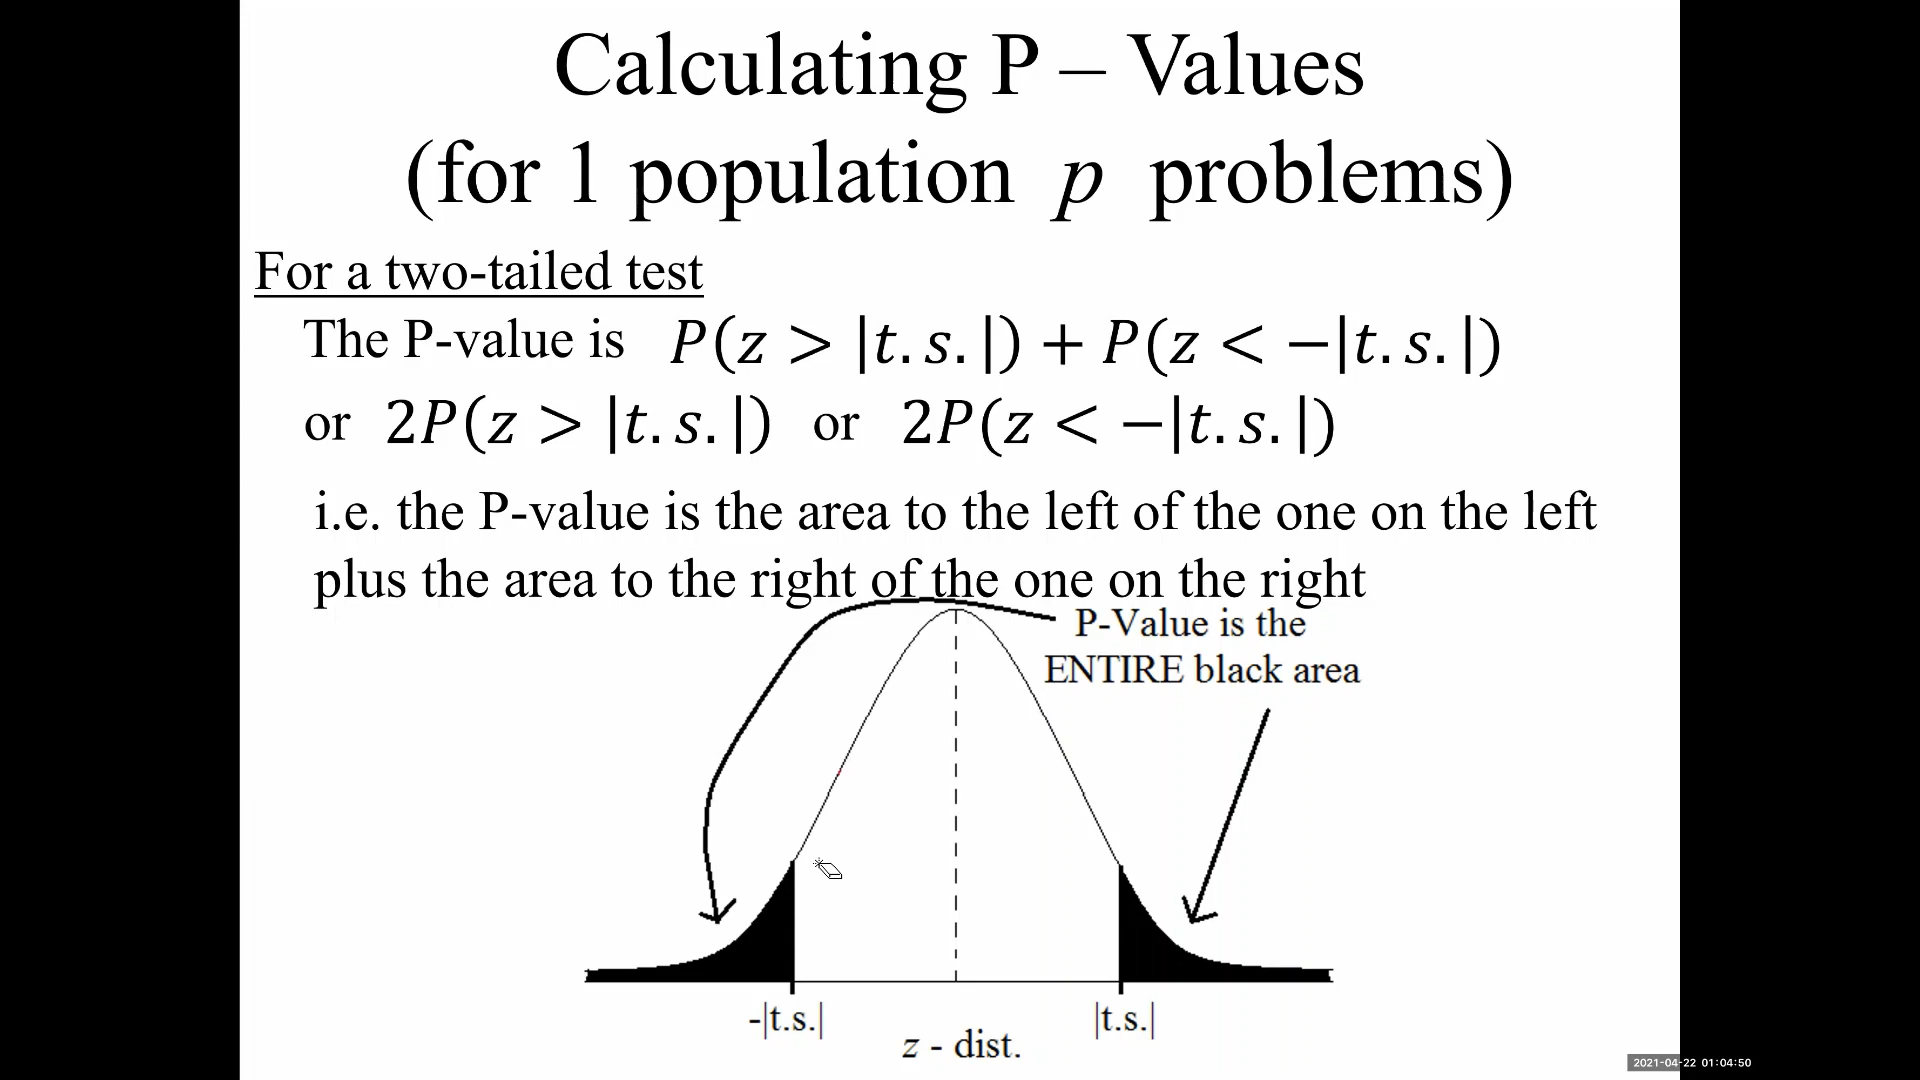 Calculating P – Values
(for 1 population p problems)
For a two-tailed test
The P-value is P(z > |t.s.|) + P(z < −|t.s.|)
or 2P(z > |t.s.|) or 2P(z < −|t.s.|)
i.e. the P-value is the area to the left of the one on the left
plus the area to the right of the one on the right
P-Value is the
ENTIRE black area
-|t.s.|
|t.s.|
z - dist.
2021-04-22 01:04:50